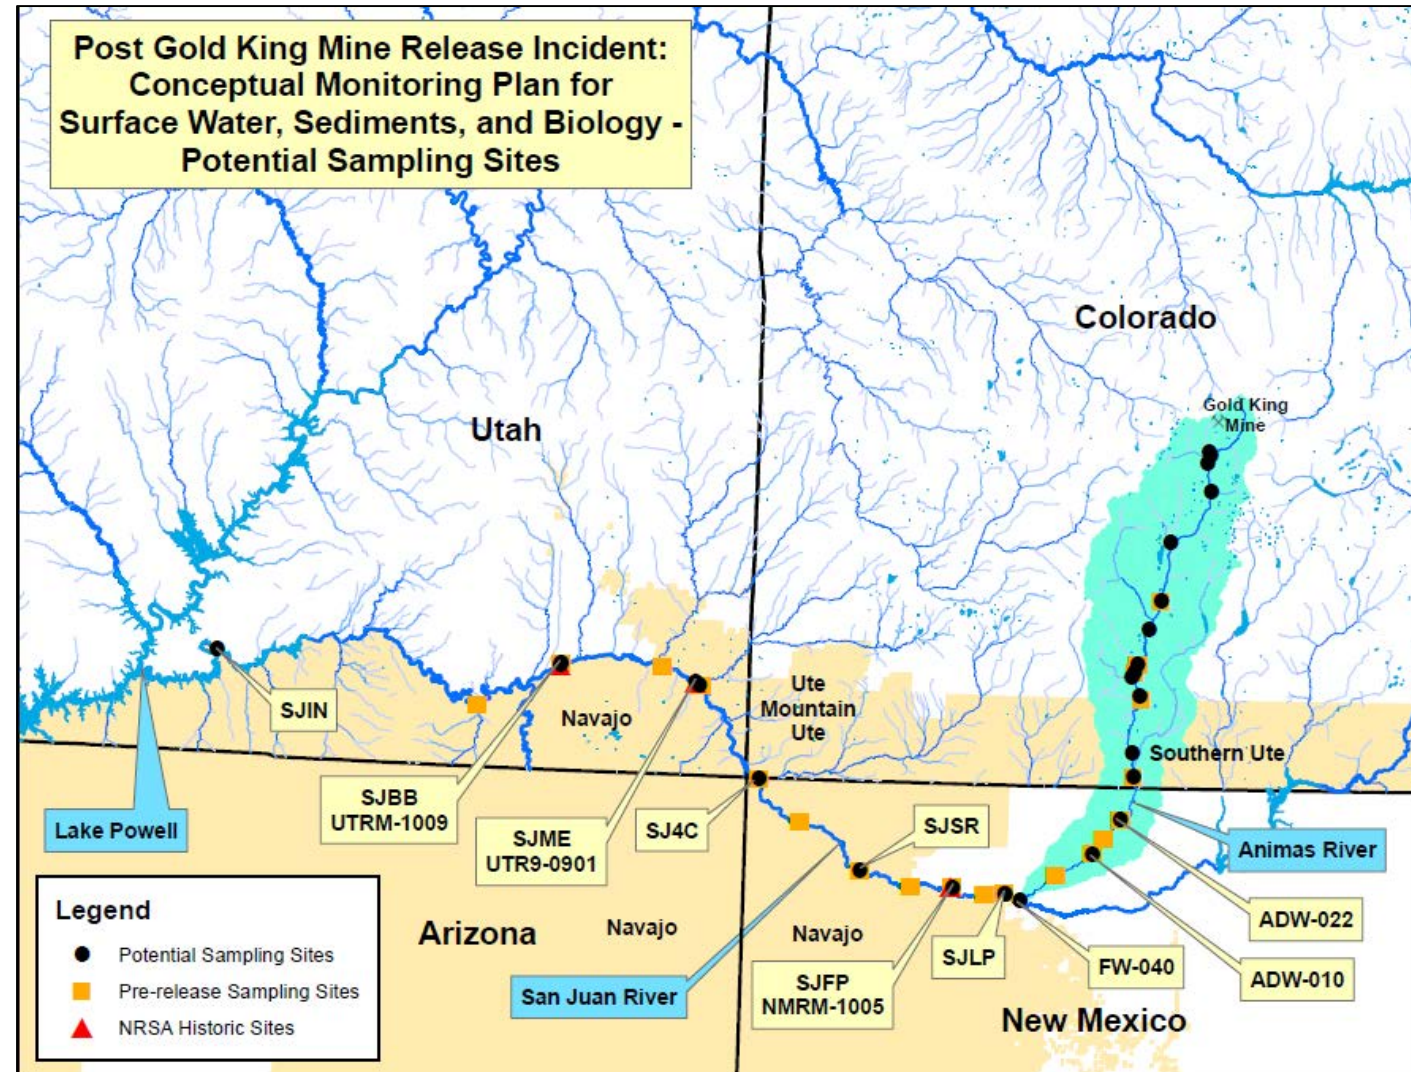 Post Gold King Mine Release Incident:
Conceptual Monitoring Plan for
Surface Water, Sediments, and Biology -
Potential Sampling Sites
Colorado
Gold King
Mine
Utah
SJIN
Navajo
Ute
Mountain
Ute
Southern Ute
Lake Powell
SJBB
UTRM-1009
SJME
UTR9-0901
SJ4C
SJSR
Animas River
ADW-022
ADW-010
FW-040
SJLP
SJFP
NMRM-1005
Navajo
San Juan River
Navajo
Arizona
New Mexico
Legend
Potential Sampling Sites
Pre-release Sampling Sites
NRSA Historic Sites